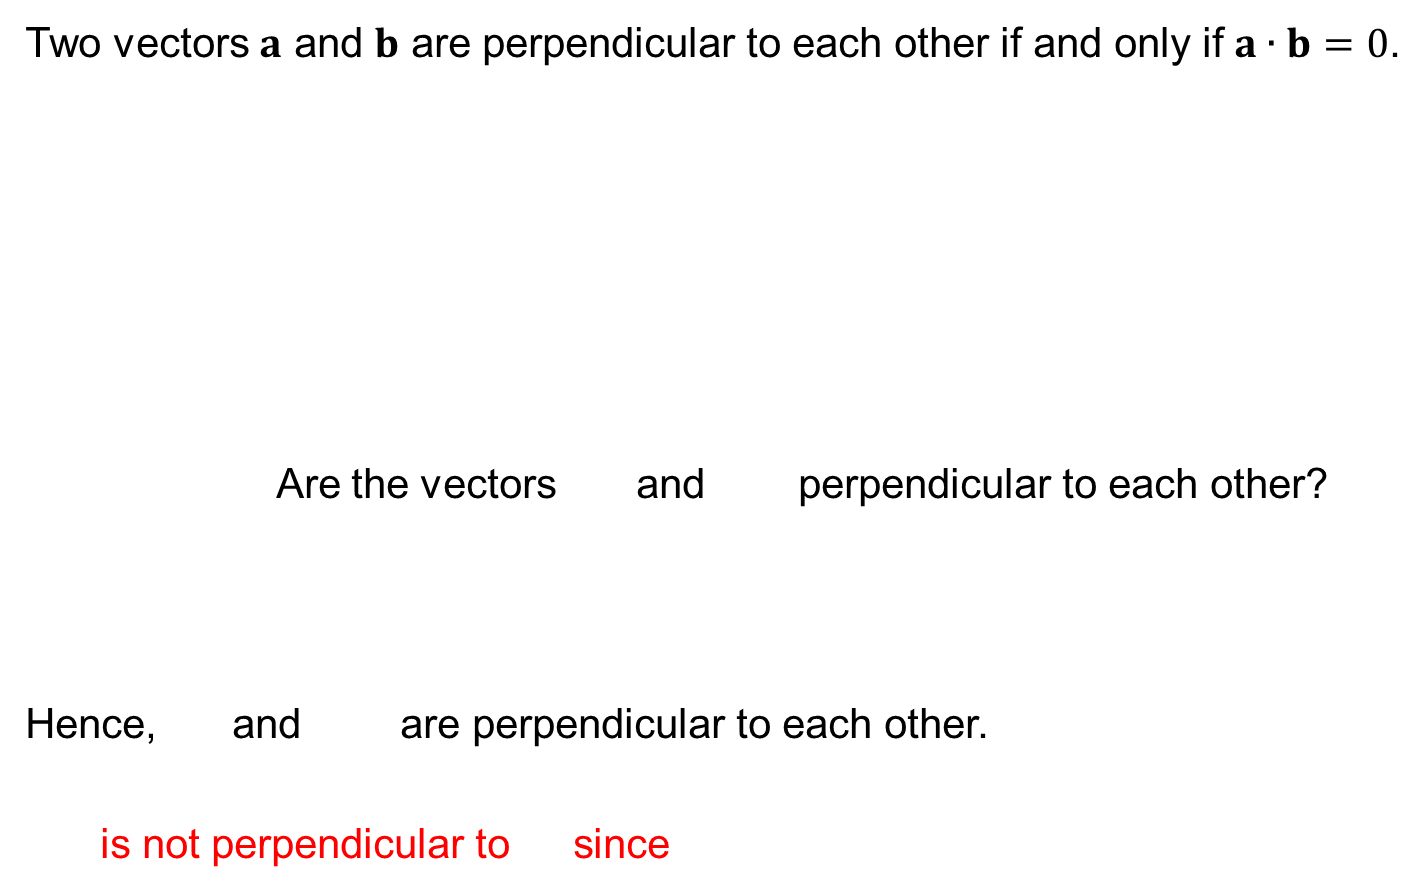 Two vectors a and b are perpendicular to each other if and only if a · b = 0.
Are the vectors and perpendicular to each other?
Hence, and are perpendicular to each other.
is not perpendicular to since